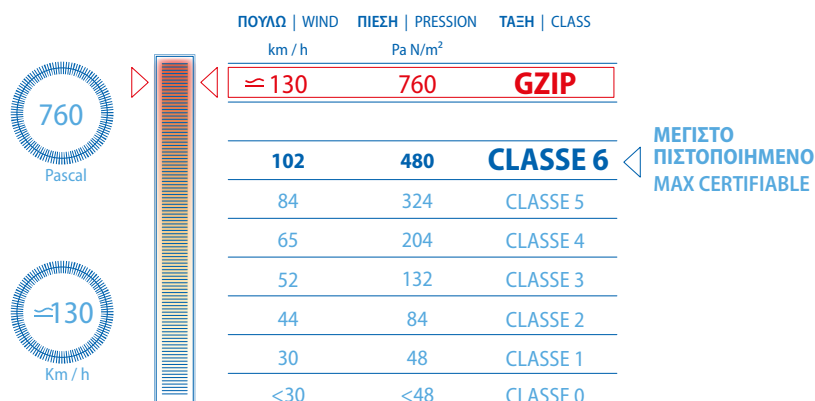 ΠΟΥΛΩ | WIND ΠΙΕΣΗ | PRESSION ΤΑΞΗ | CLASS
km / h Pa N/m²
≃130 760 GZIP
760
Pascal
102 480 CLASSE 6
ΜΕΓΙΣΤΟ
ΠΙΣΤΟΠΟΙΗΜΕΝΟ
MAX CERTIFIABLE
84 324 CLASSE 5
65 204 CLASSE 4
52 132 CLASSE 3
44 84 CLASSE 2
≃130
Km / h
30 48 CLASSE 1
<30 <48 CLASSE 0